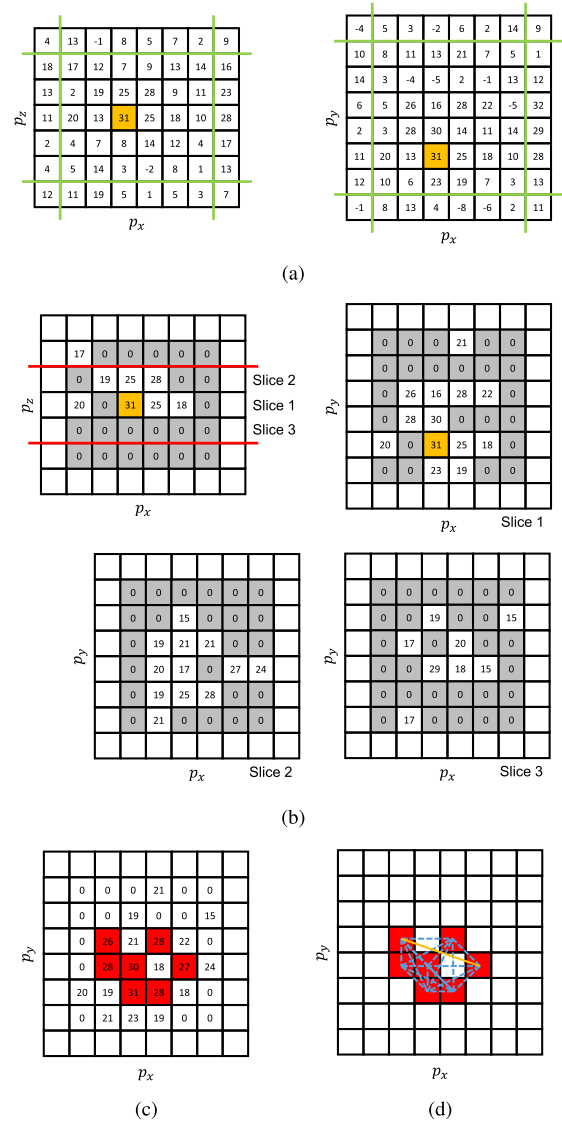 4 13 -1 8 5 7 2 9
18 17 12 7 9 13 14 16
13 2 19 25 28 9 11 23
11 20 13 31 25 18 10 28
2 4 7 8 14 12 4 17
4 5 14 3 -2 8 1 13
12 11 19 5 1 5 3 7
p_z
p_x
-4 5 3 -2 6 2 14 9
10 8 11 13 21 7 5 1
14 3 -4 -5 2 -1 13 12
6 5 26 16 28 22 -5 32
2 3 28 30 14 11 14 29
11 20 13 31 25 18 10 28
12 10 6 23 19 7 3 13
-1 8 13 4 -8 -6 2 11
p_y
p_x
(a)
17 0 0 0 0 0
0 19 25 28 0 0 Slice 2
20 0 31 25 18 0 Slice 1
0 0 0 0 0 0 Slice 3
0 0 0 0 0 0
p_z
p_x
0 0 0 21 0 0
0 0 0 0 0 0
0 26 16 28 22 0
0 28 30 0 0 0
20 0 31 25 18 0
0 0 23 19 0 0
p_y
p_x Slice 1
0 0 0 0 0 0
0 0 15 0 0 0
0 19 21 21 0 0
0 20 17 0 27 24
0 19 25 28 0 0
0 21 0 0 0 0
p_y
p_x Slice 2
0 0 0 0 0 0
0 0 19 0 0 15
0 17 0 20 0 0
0 0 29 18 15 0
0 0 0 0 0 0
0 17 0 0 0 0
p_y
p_x Slice 3
(b)
0 0 0 21 0 0
0 0 19 0 0 15
0 26 21 28 22 0
0 28 30 18 27 24
20 19 31 28 18 0
0 21 23 19 0 0
p_y
p_x
(c)
p_y
p_x
(d)